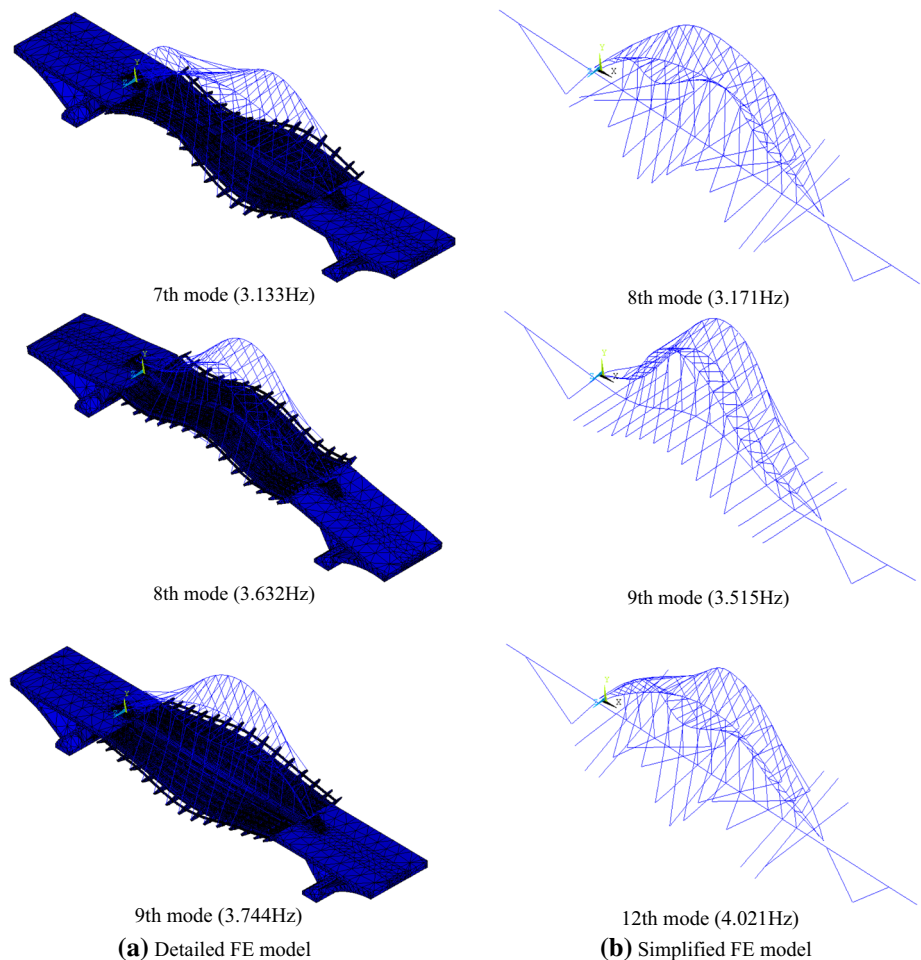 Y
Z
Y
X
7th mode (3.133Hz)
8th mode (3.171Hz)
Y
Z
Y
X
8th mode (3.632Hz)
9th mode (3.515Hz)
Y
Z
Y
X
9th mode (3.744Hz)
12th mode (4.021Hz)
(a) Detailed FE model
(b) Simplified FE model